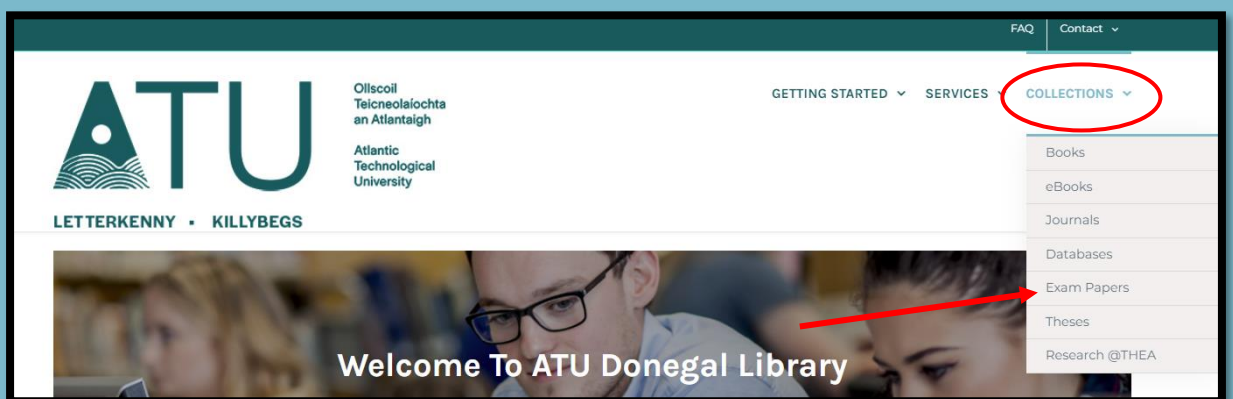 FAQ Contact
ATU
Ollscoil
Teicneolaíochta
an Atlantaigh
Atlantic
Technological
University
LETTERKENNY · KILLYBEGS
GETTING STARTED SERVICES COLLECTIONS
Books
eBooks
Journals
Databases
Exam Papers
Theses
Research @THEA
Welcome To ATU Donegal Library